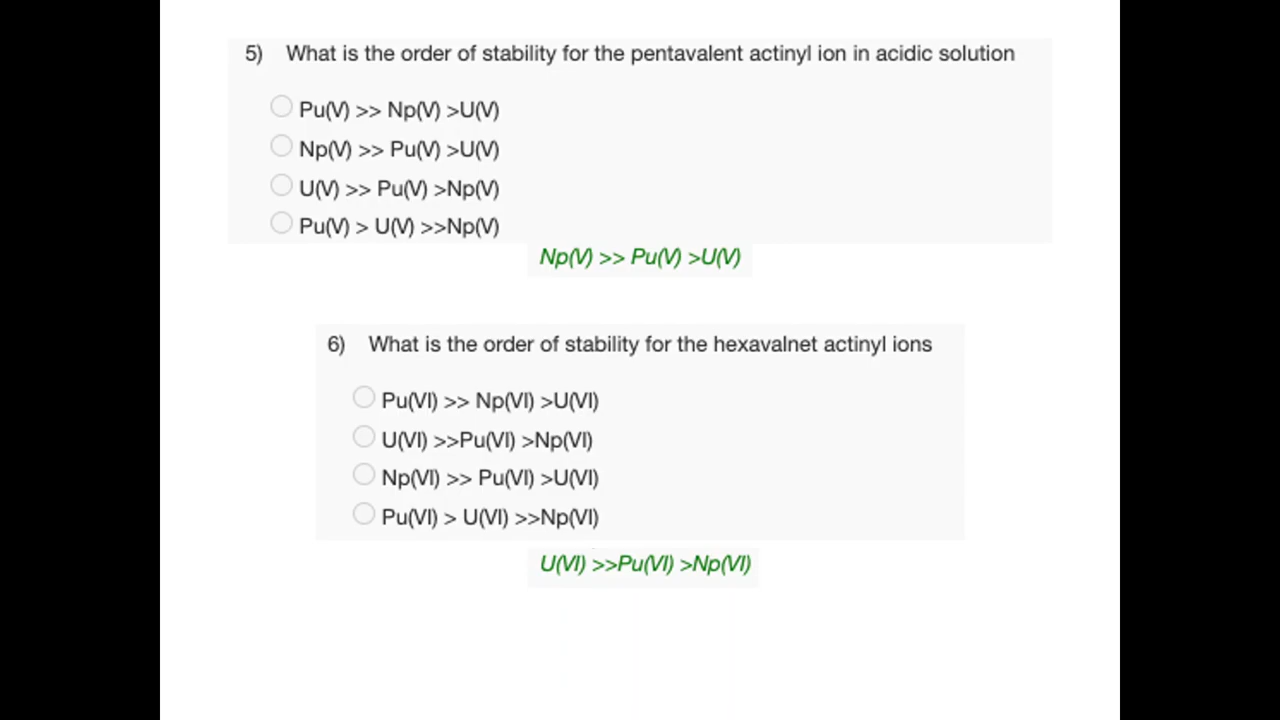 5) What is the order of stability for the pentavalent actinyl ion in acidic solution
Pu(V) >> Np(V) >U(V)
Np(V) >> Pu(V) >U(V)
U(V) >> Pu(V) >Np(V)
Pu(V) > U(V) >>Np(V)
Np(V) >> Pu(V) >U(V)
6) What is the order of stability for the hexavalnet actinyl ions
Pu(VI) >> Np(VI) >U(VI)
U(VI) >>Pu(VI) >Np(VI)
Np(VI) >> Pu(VI) >U(VI)
Pu(VI) > U(VI) >>Np(VI)
U(VI) >>Pu(VI) >Np(VI)